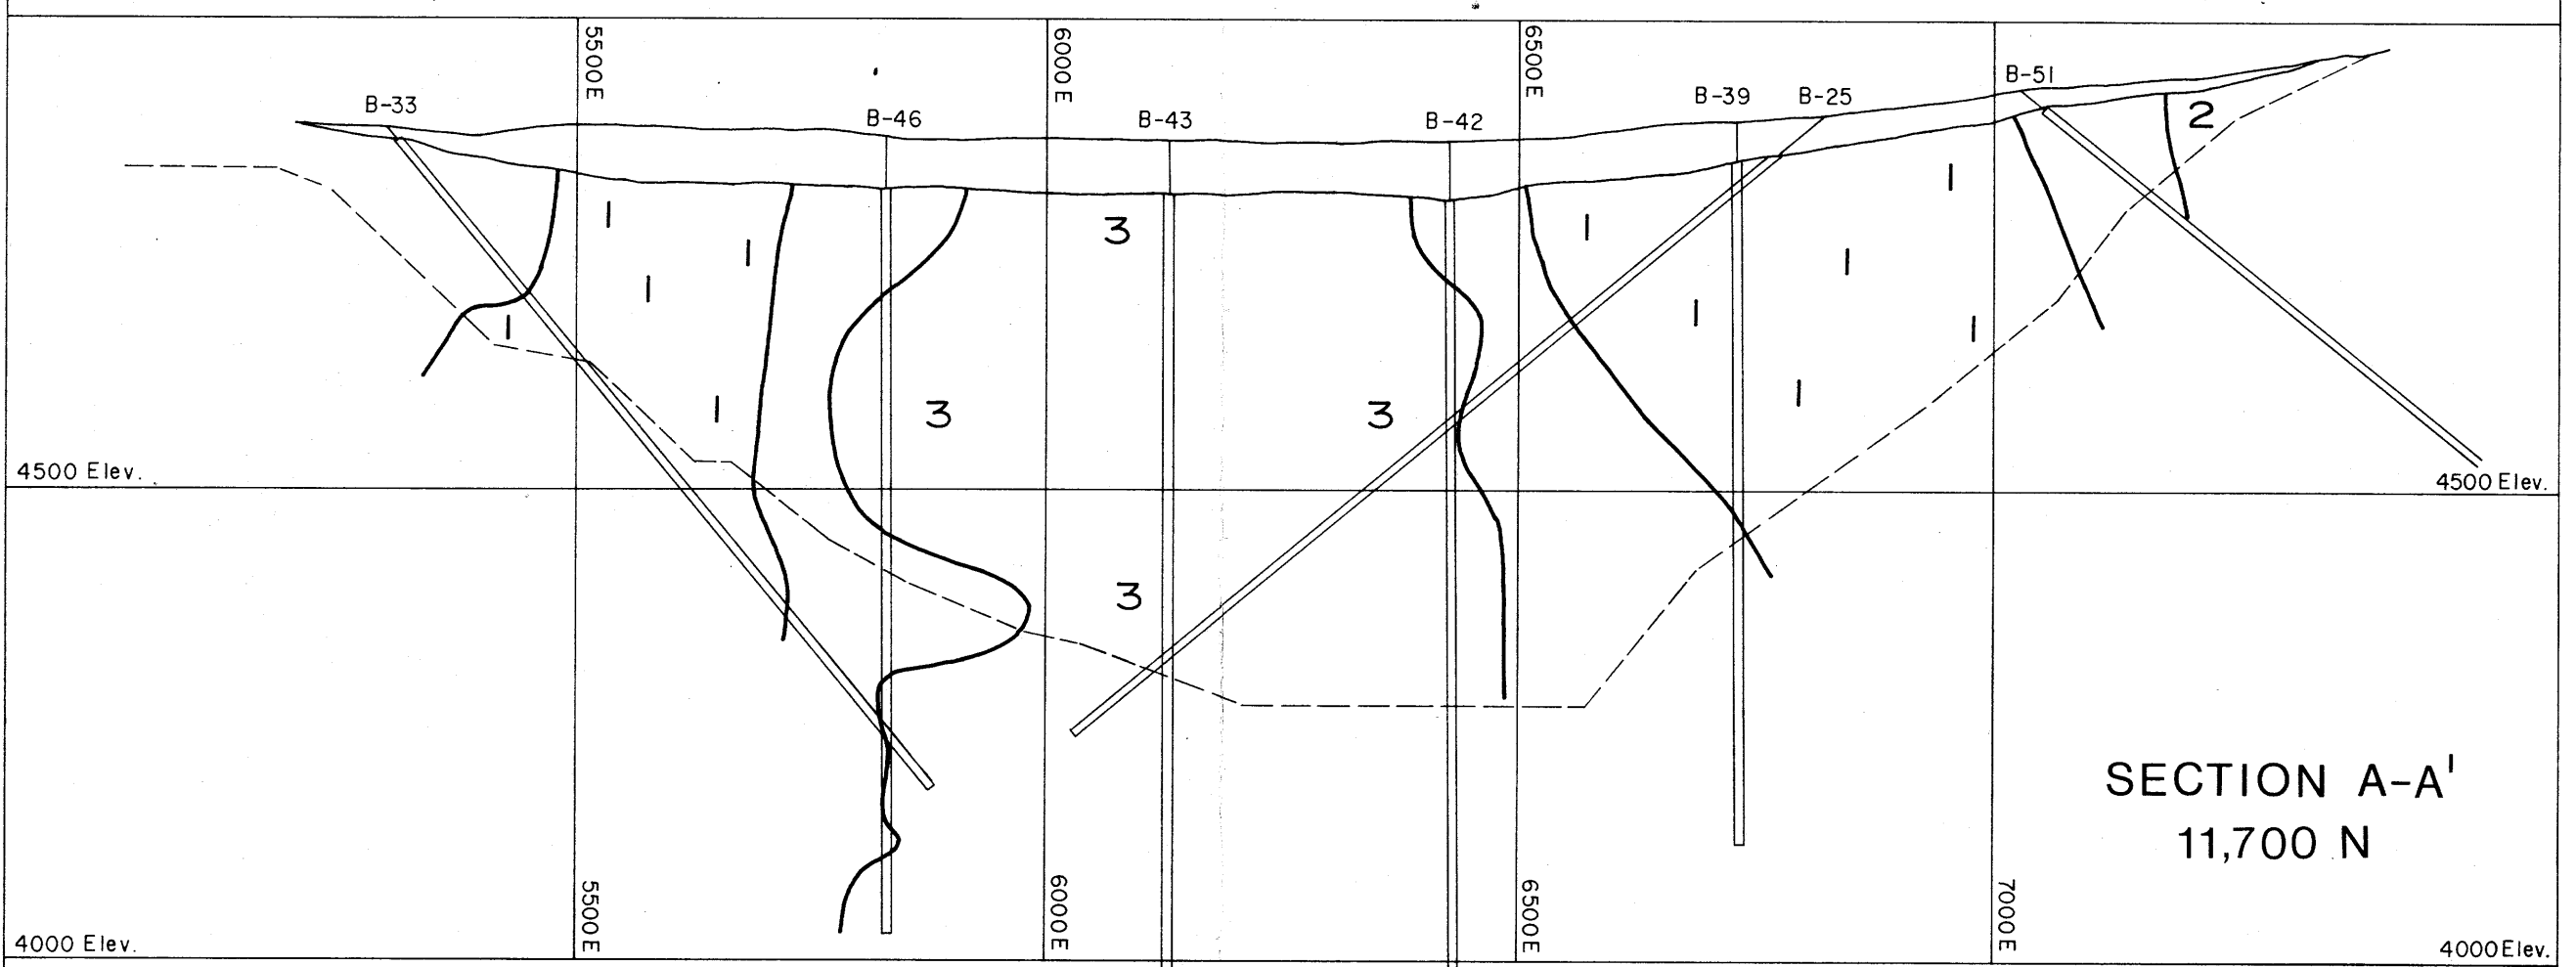 5500E
6000E
6500E
B-33
B-46
B-43
B-42
B-39
B-25
B-51
2
1
1
1
1
1
1
3
3
3
3
1
1
1
1
1
1
4500 Elev.
4500 Elev.
SECTION A-A'
11,700 N
5500E
6000E
6500E
7000E
4000 Elev.
4000 Elev.